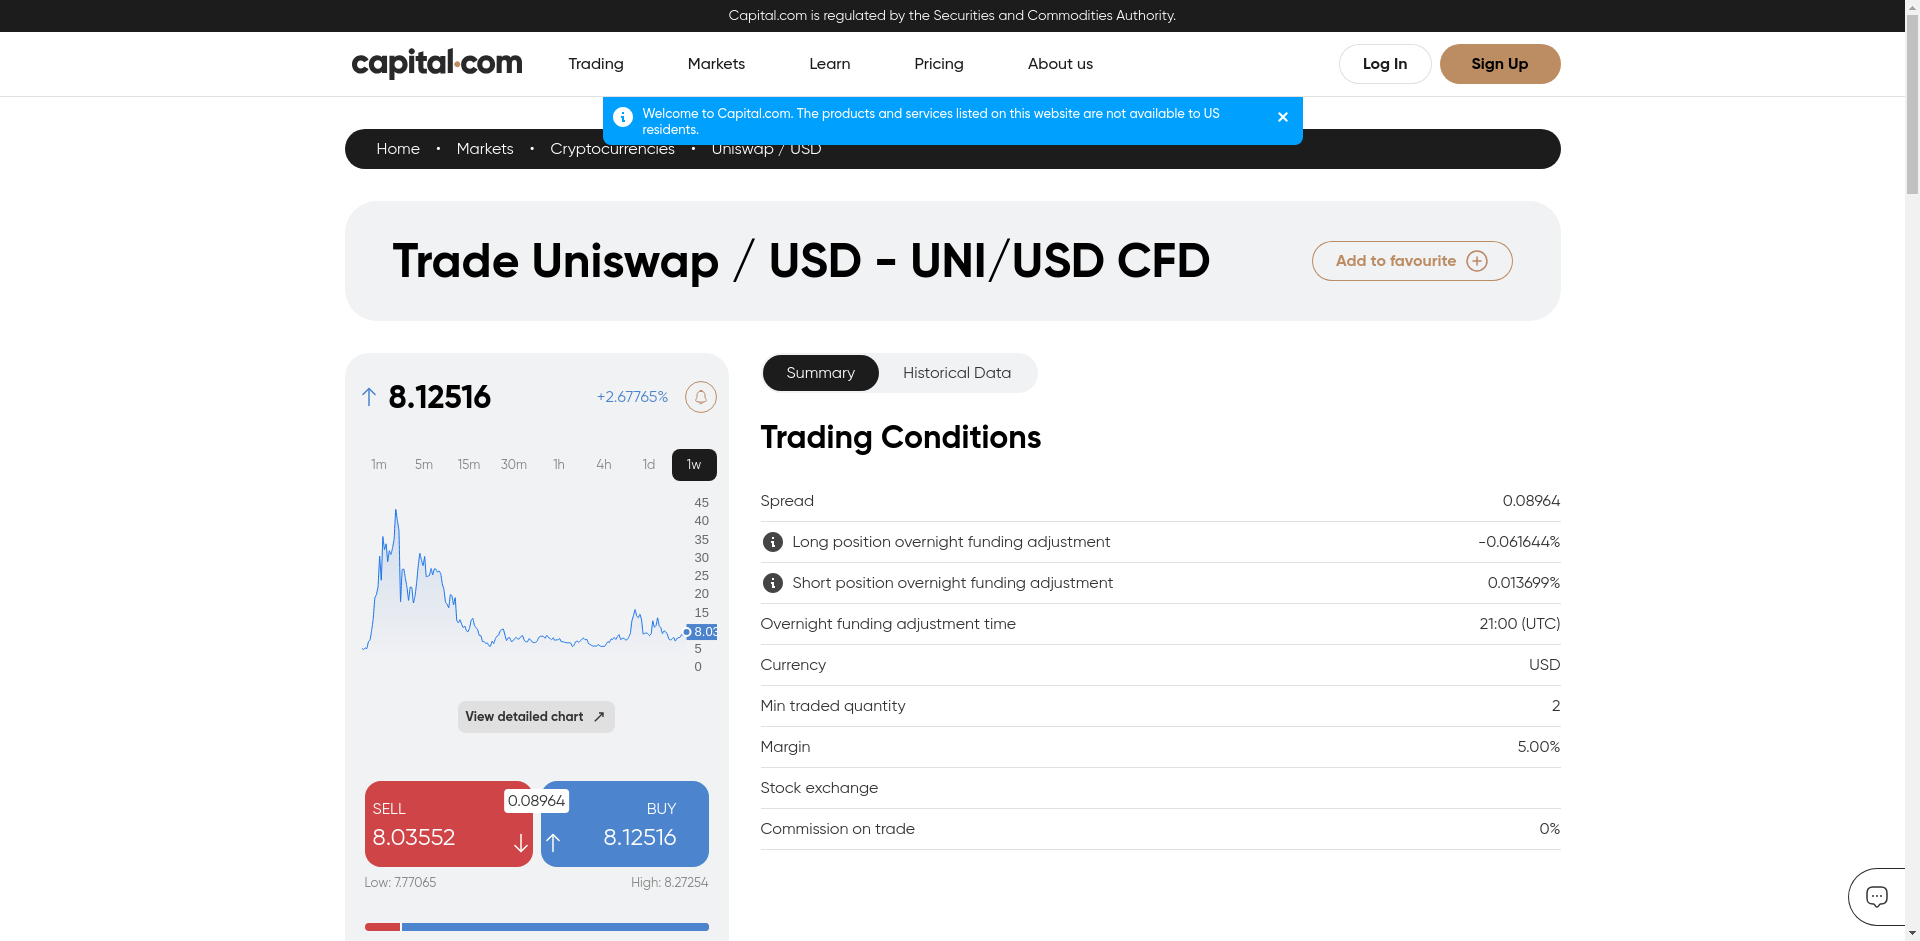 Capital.com is regulated by the Securities and Commodities Authority.
capital.com
Trading
Markets
Learn
Pricing
About us
Log In
Sign Up
Welcome to Capital.com. The products and services listed on this website are not available to US
residents.
Home • Markets • Cryptocurrencies • Uniswap / USD
Trade Uniswap / USD - UNI/USD CFD
Add to favourite
8.12516
+2.67765%
1m 5m 15m 30m 1h 4h 1d 1w
45
40
35
30
25
20
15
8.03
5
0
View detailed chart
SELL
8.03552
0.08964
BUY
8.12516
Low: 7.77065
High: 8.27254
Summary
Historical Data
Trading Conditions
Spread 0.08964
Long position overnight funding adjustment -0.061644%
Short position overnight funding adjustment 0.013699%
Overnight funding adjustment time 21:00 (UTC)
Currency USD
Min traded quantity 2
Margin 5.00%
Stock exchange
Commission on trade 0%